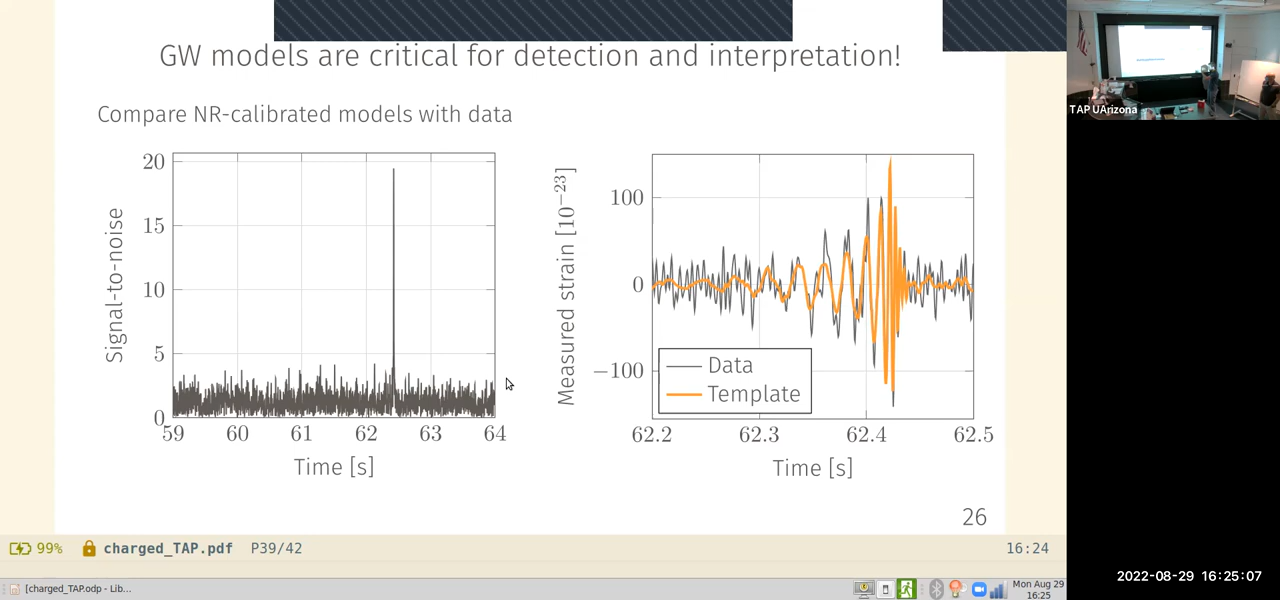 GW models are critical for detection and interpretation!
TAP UArizona
Compare NR-calibrated models with data
20
15
10
5
0
Signal-to-noise
59 60 61 62 63 64
Time [s]
100
0
−100
Measured strain [10⁻²³]
Data
Template
62.2 62.3 62.4 62.5
Time [s]
26
99% charged_TAP.pdf P39/42 16:24
2022-08-29 16:25:07
[charged_TAP.odp - Lib...
Mon Aug 29
16:25